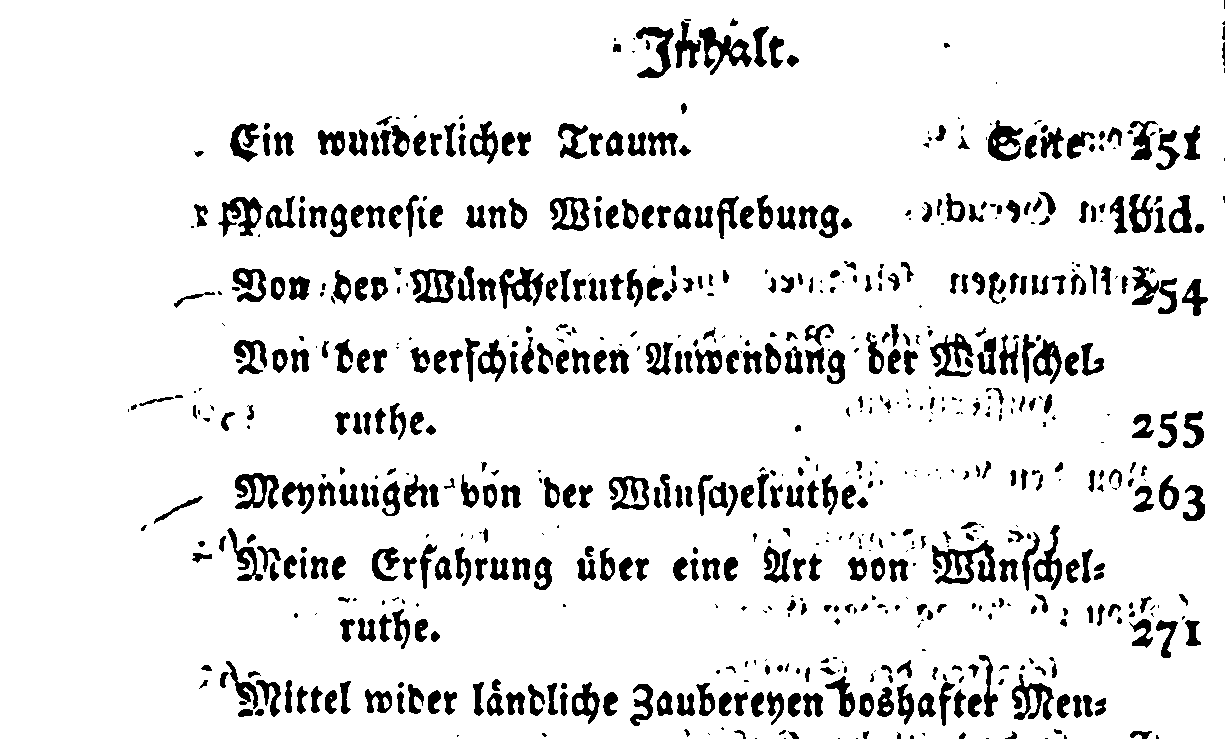 Inhalt.
Ein wunderlicher Traum. Seite 251
Palingenesie und Wiederauflebung. ibid.
Von der Wünschelruthe. 254
Von der verschiedenen Anwendung der Wünschel=
ruthe. 255
Meynungen von der Wünschelruthe. 263
Meine Erfahrung über eine Art von Wünschel=
ruthe. 271
Mittel wider ländliche Zaubereyen boshafter Men=